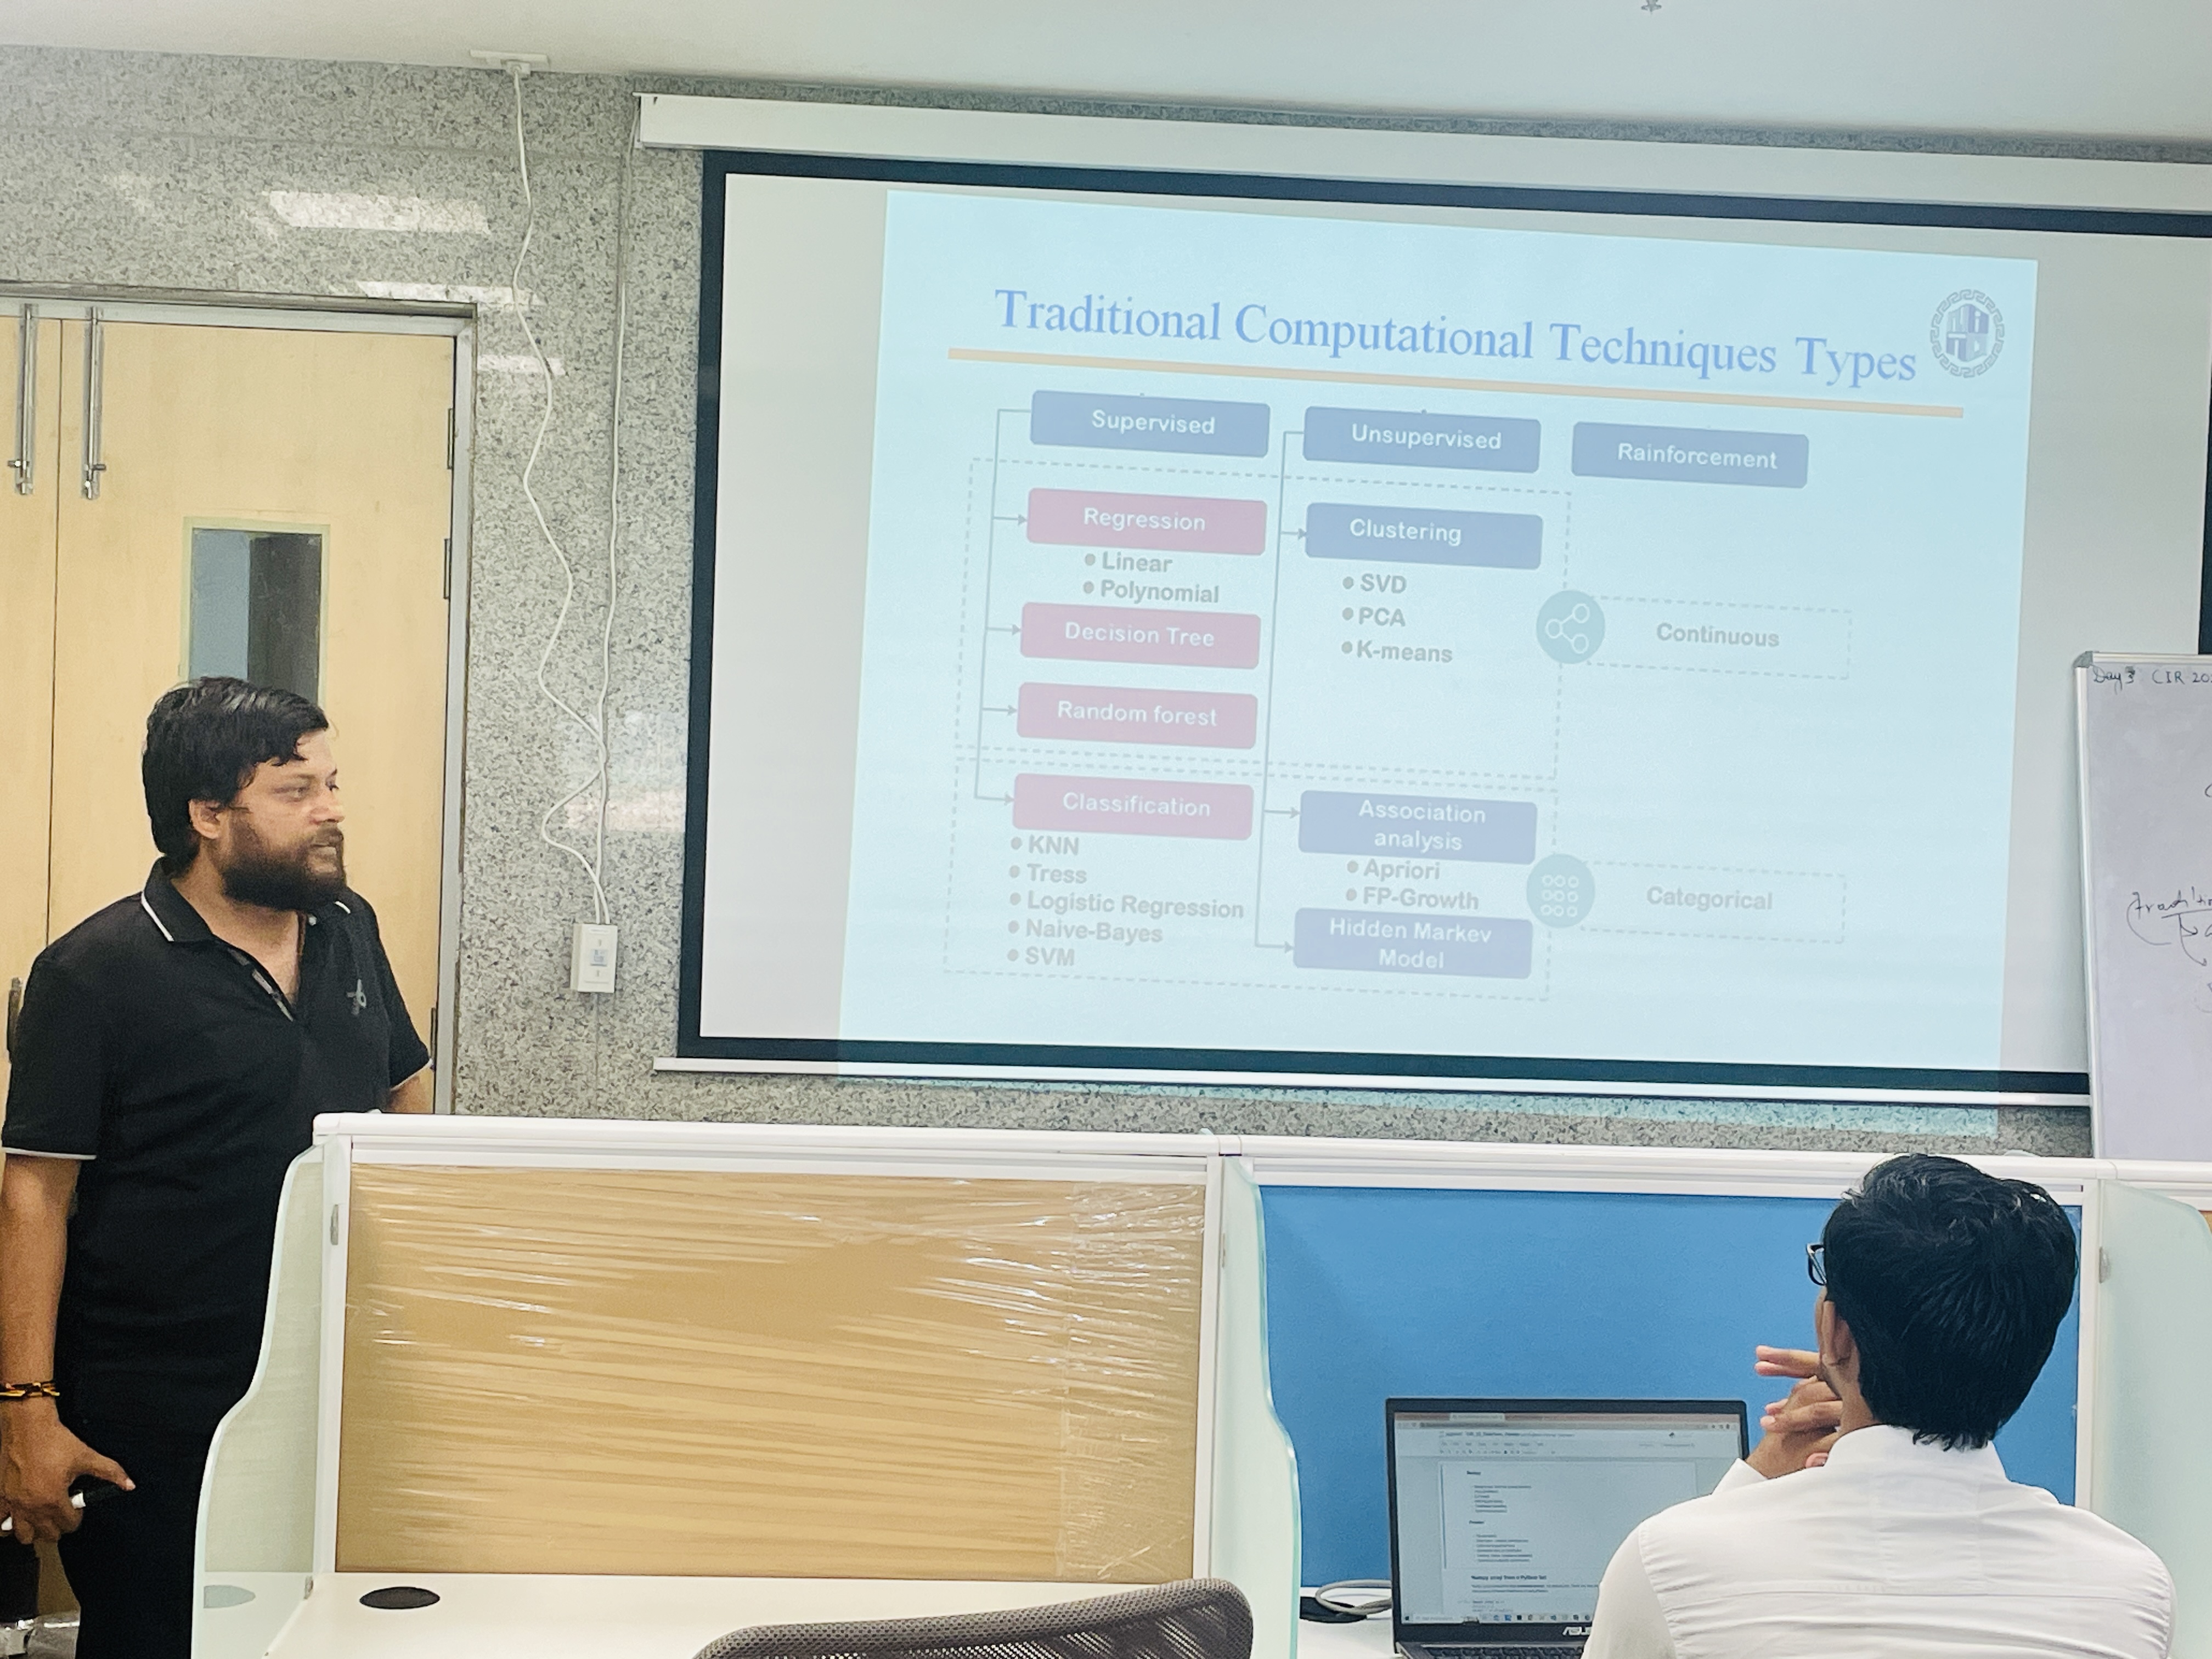 Traditional Computational Techniques Types
Supervised
Unsupervised
Rainforcement
Regression
• Linear
• Polynomial
Decision Tree
Random forest
Clustering
• SVD
• PCA
• K-means
Continuous
Classification
• KNN
• Tress
• Logistic Regression
• Naive-Bayes
• SVM
Association
analysis
• Apriori
• FP-Growth
Hidden Markev
Model
Categorical
Day 3 CIR-20
ASUS